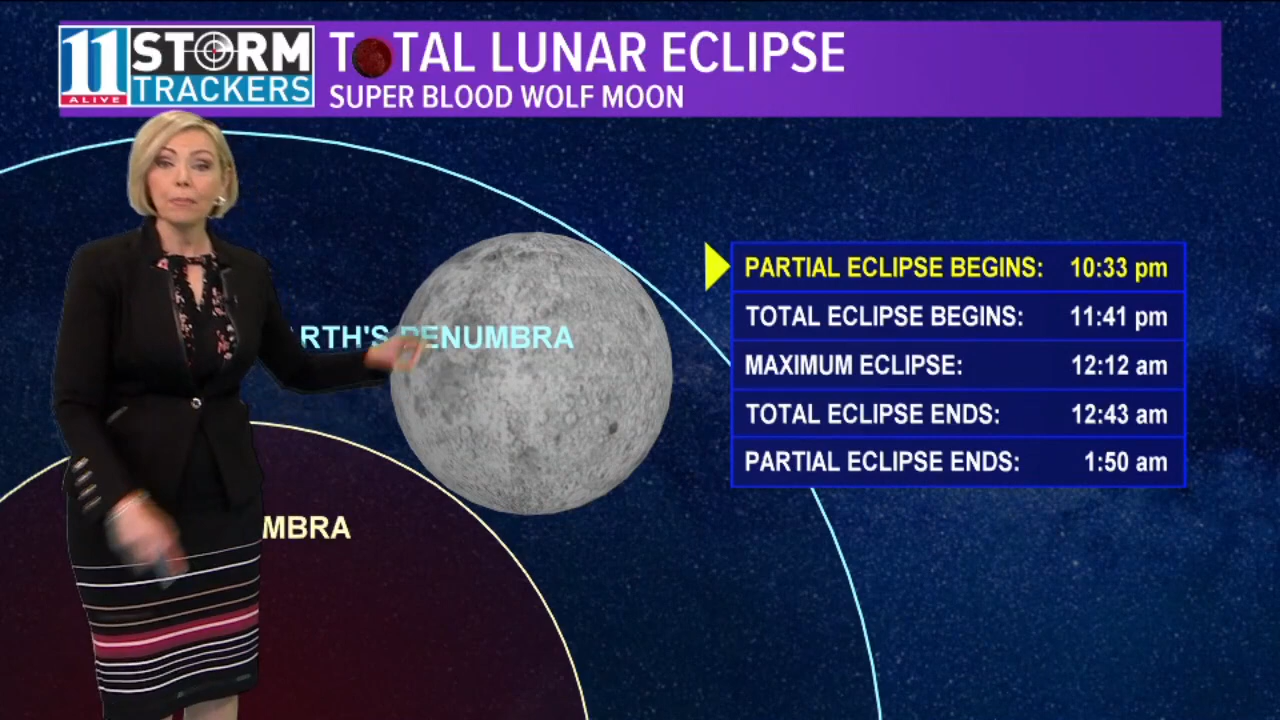 11
ALIVE
STORM
TRACKERS
TOTAL LUNAR ECLIPSE
SUPER BLOOD WOLF MOON
RTH'S PENUMBRA
MBRA
PARTIAL ECLIPSE BEGINS: 10:33 pm
TOTAL ECLIPSE BEGINS: 11:41 pm
MAXIMUM ECLIPSE: 12:12 am
TOTAL ECLIPSE ENDS: 12:43 am
PARTIAL ECLIPSE ENDS: 1:50 am